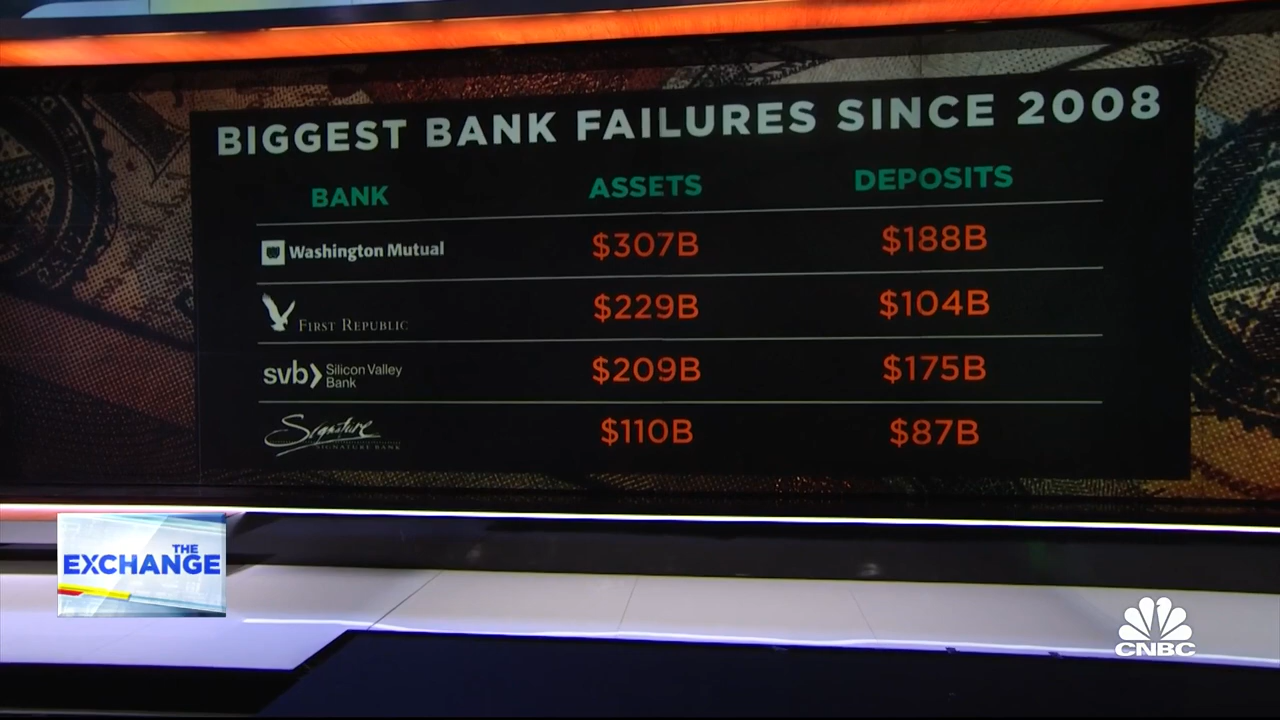 BIGGEST BANK FAILURES SINCE 2008
BANK ASSETS DEPOSITS
Washington Mutual $307B $188B
FIRST REPUBLIC $229B $104B
svb Silicon Valley Bank $209B $175B
Signature
SIGNATURE BANK $110B $87B
THE
EXCHANGE
CNBC